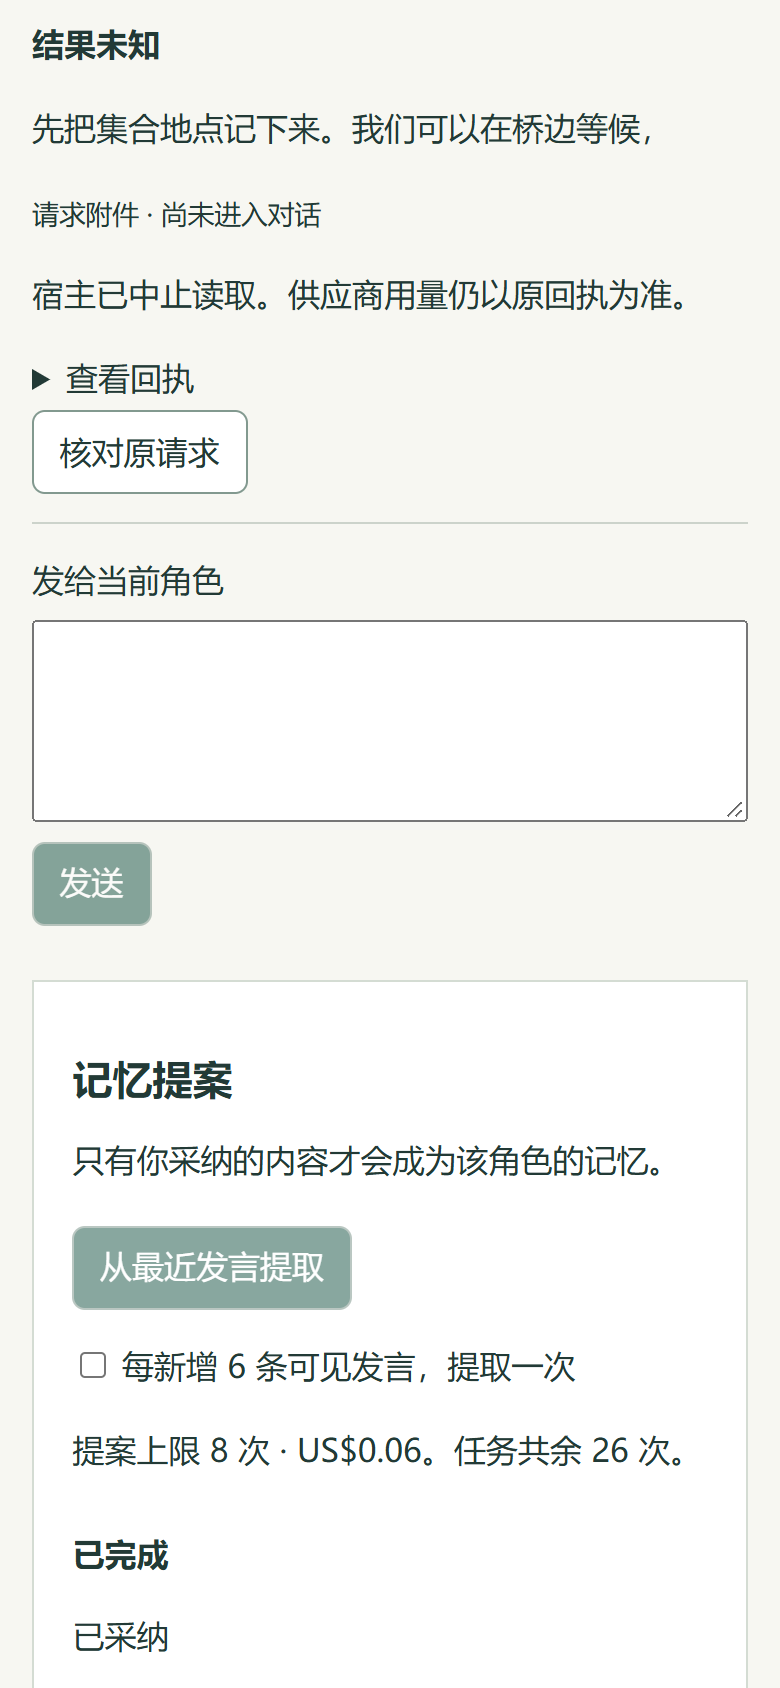 结果未知
先把集合地点记下来。我们可以在桥边等候，
请求附件 · 尚未进入对话
宿主已中止读取。供应商用量仍以原回执为准。
查看回执
核对原请求
发给当前角色
发送
记忆提案
只有你采纳的内容才会成为该角色的记忆。
从最近发言提取
每新增 6 条可见发言，提取一次
提案上限 8 次 · US$0.06。任务共余 26 次。
已完成
已采纳